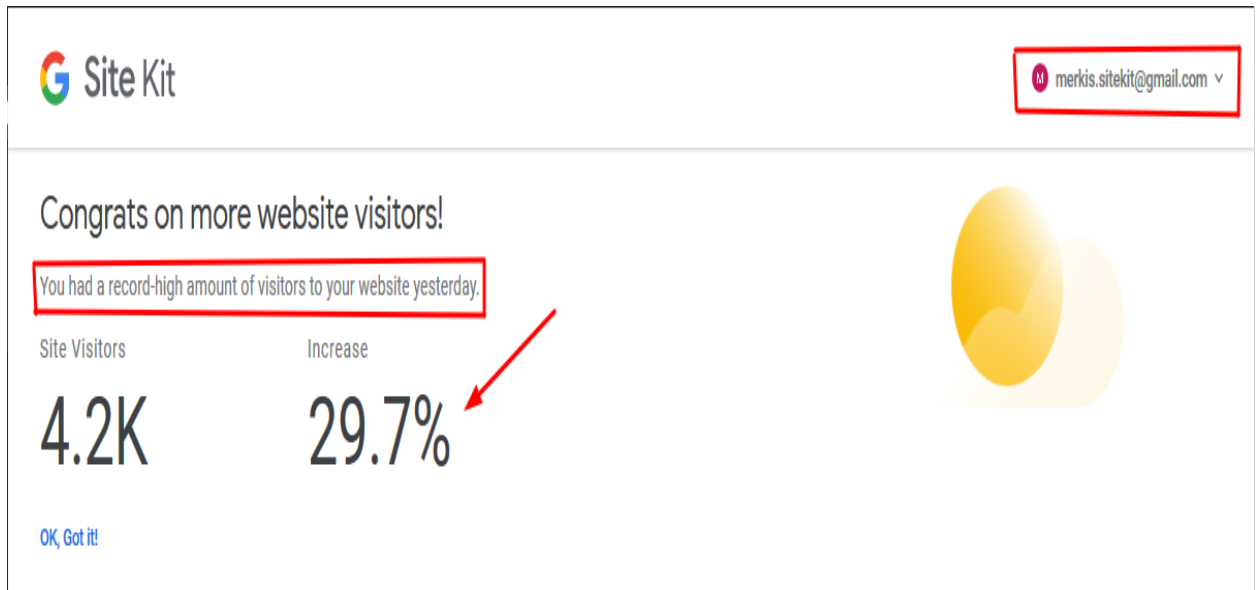 G Site Kit
M merkis.sitekit@gmail.com
Congrats on more website visitors!
You had a record-high amount of visitors to your website yesterday.
Site Visitors Increase
4.2K 29.7%
OK, Got it!